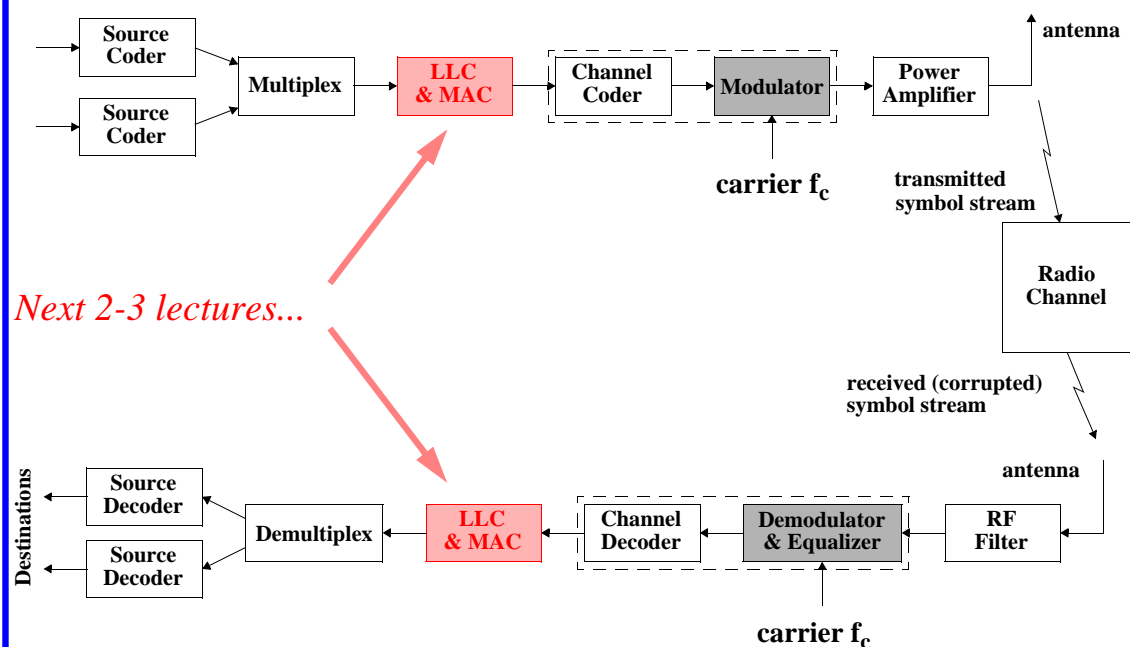 Source
Coder
Source
Coder
Multiplex
LLC
& MAC
Channel
Coder
Modulator
Power
Amplifier
antenna
carrier fc
transmitted
symbol stream
Radio
Channel
Next 2-3 lectures...
received (corrupted)
symbol stream
antenna
Destinations
Source
Decoder
Source
Decoder
Demultiplex
LLC
& MAC
Channel
Decoder
Demodulator
& Equalizer
RF
Filter
carrier fc